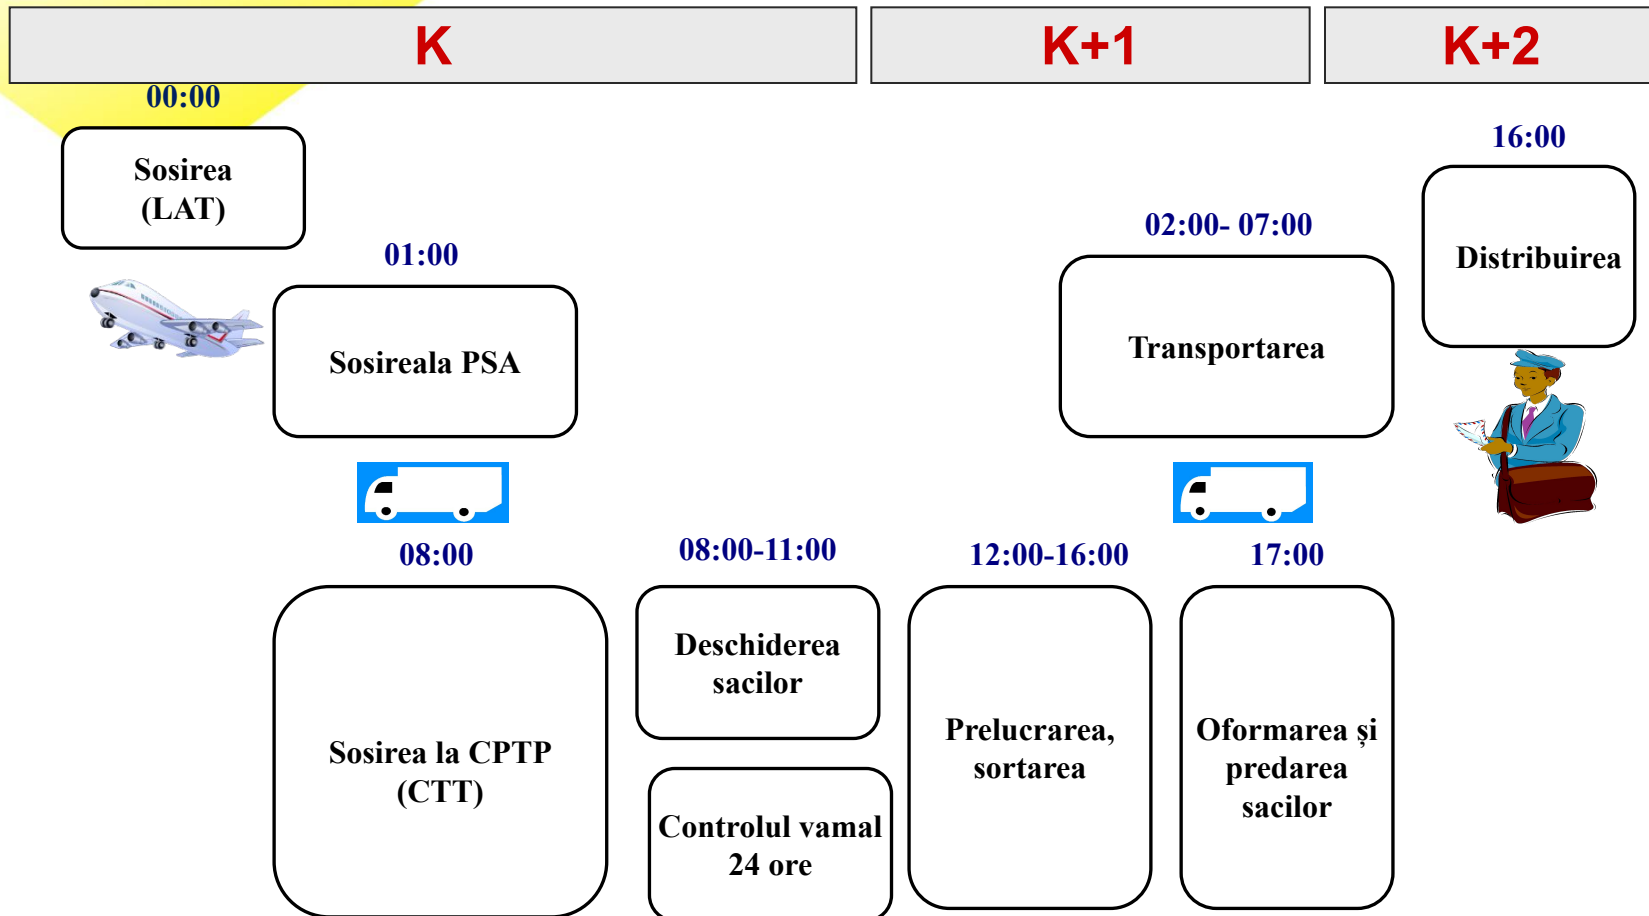 K
K+1
K+2
00:00
Sosirea
(LAT)
01:00
Sosireala PSA
02:00- 07:00
Transportarea
16:00
Distribuirea
08:00
Sosirea la CPTP
(CTT)
08:00-11:00
Deschiderea
sacilor
Controlul vamal
24 ore
12:00-16:00
Prelucrarea,
sortarea
17:00
Oformarea și
predarea
sacilor